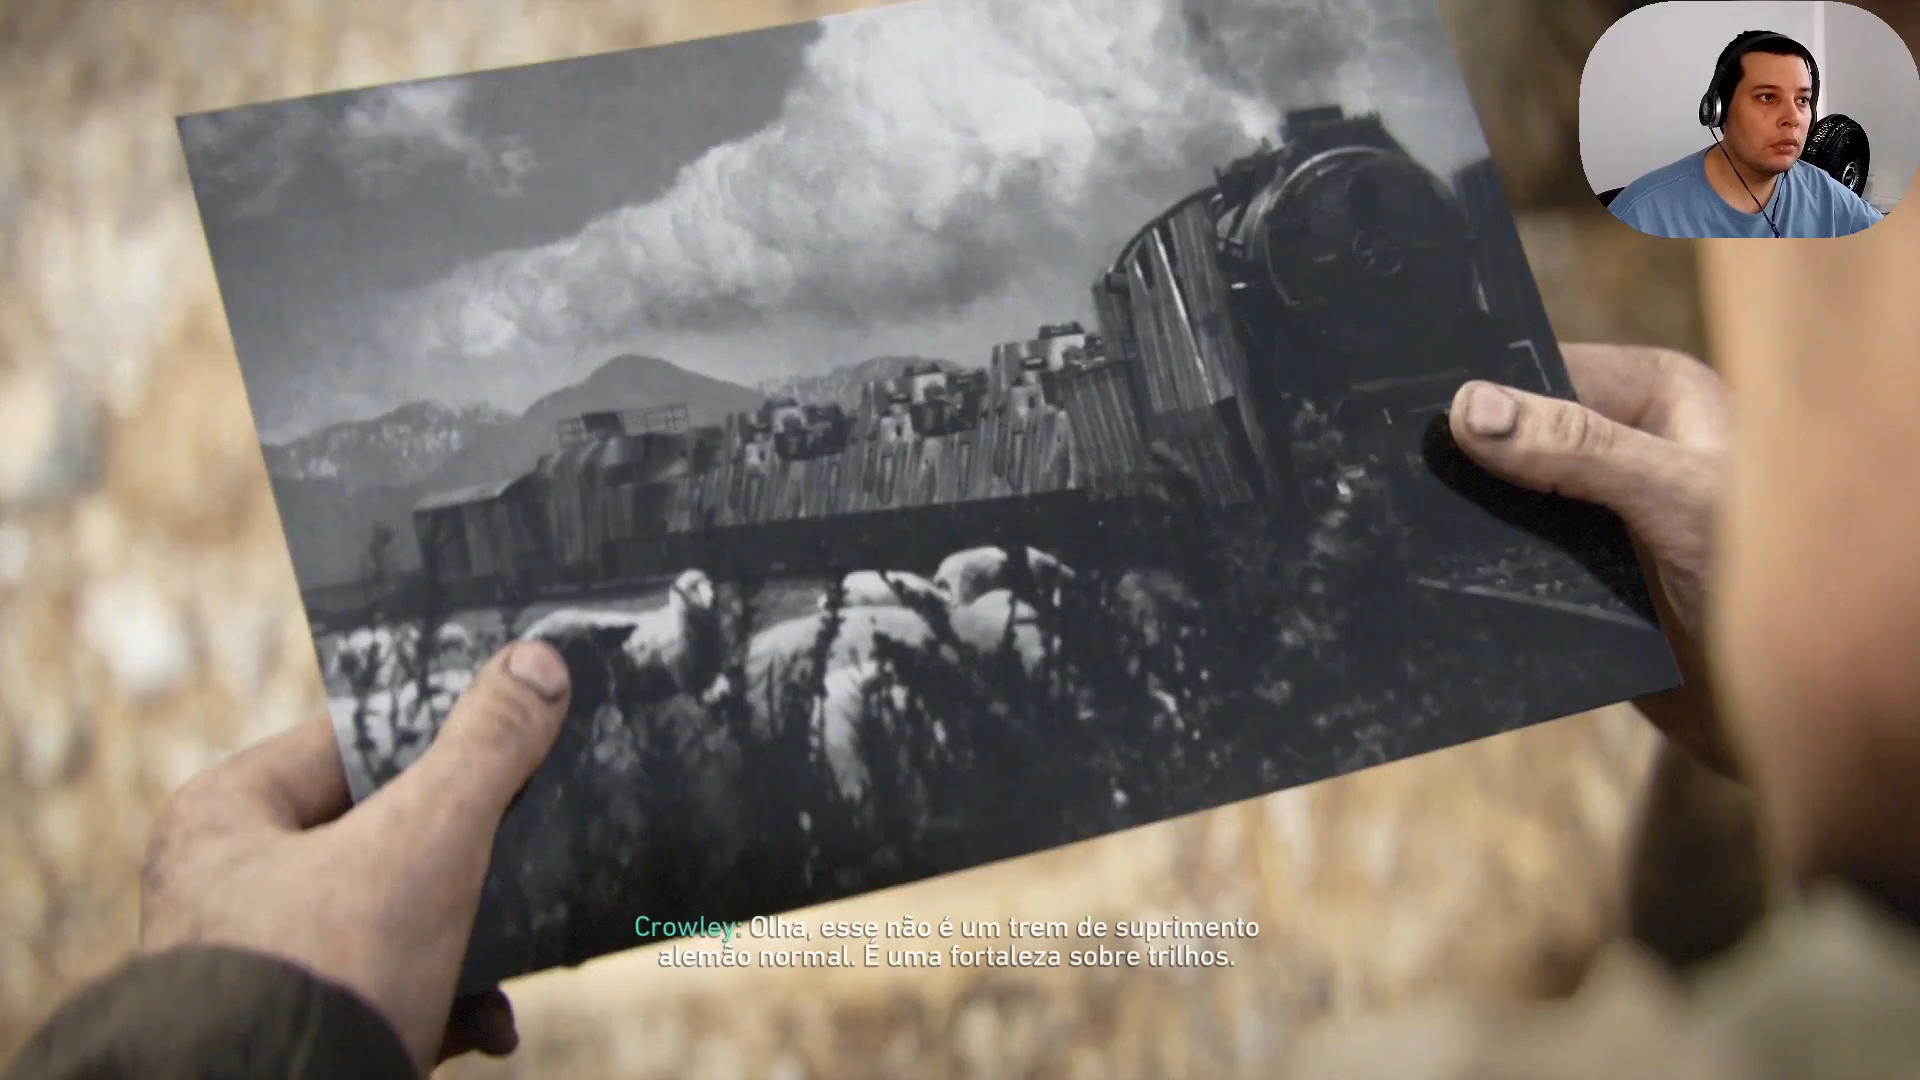 Crowley: Olha, esse não é um trem de suprimento
alemão normal. É uma fortaleza sobre trilhos.